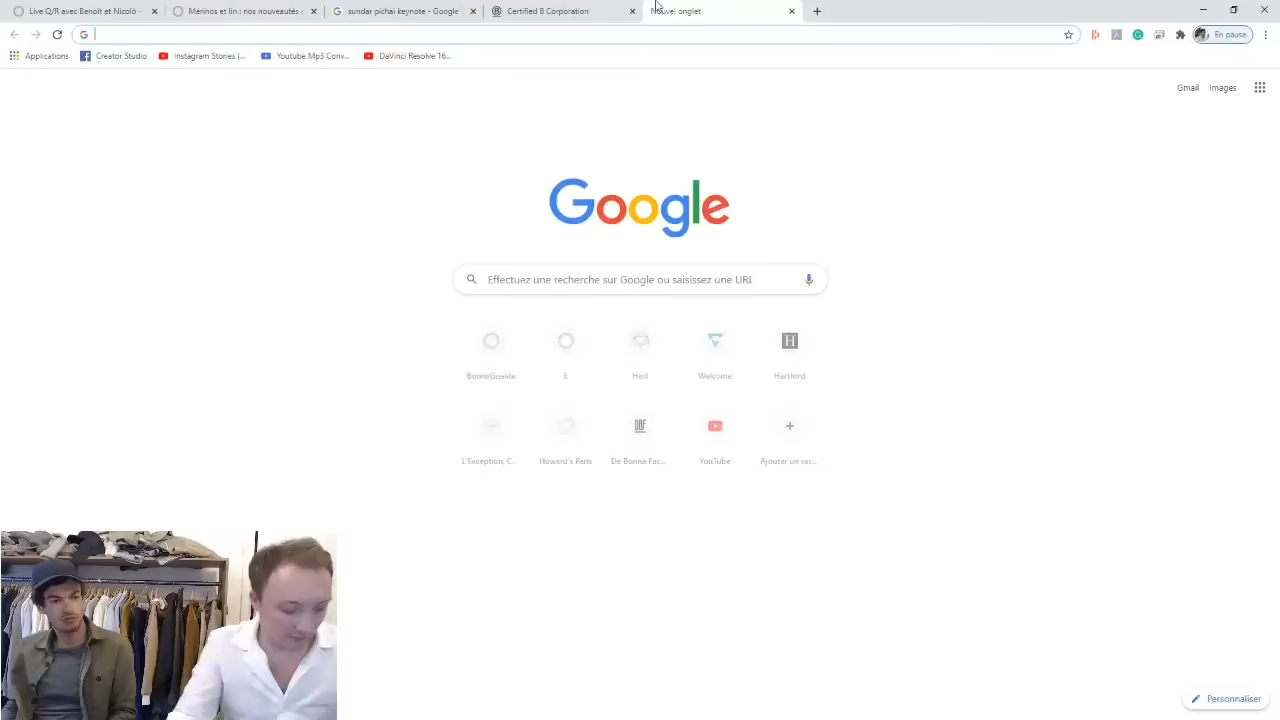 Live Q/R avec Benoît et Nicolò -
Mérinos et lin : nos nouveautés
sundar pichai keynote - Google
Certified B Corporation
Nouvel onglet
En pause
Applications
Creator Studio
Instagram Stories (...
Youtube Mp3 Conv...
DaVinci Resolve 16...
Gmail
Images
Google
Effectuez une recherche sur Google ou saisissez une URL
BonneGueule
E
Hast
Welcome
H
Hartford
L'Exception, C...
Howard's Paris
De Bonne Fac...
YouTube
Ajouter un rac...
Personnaliser